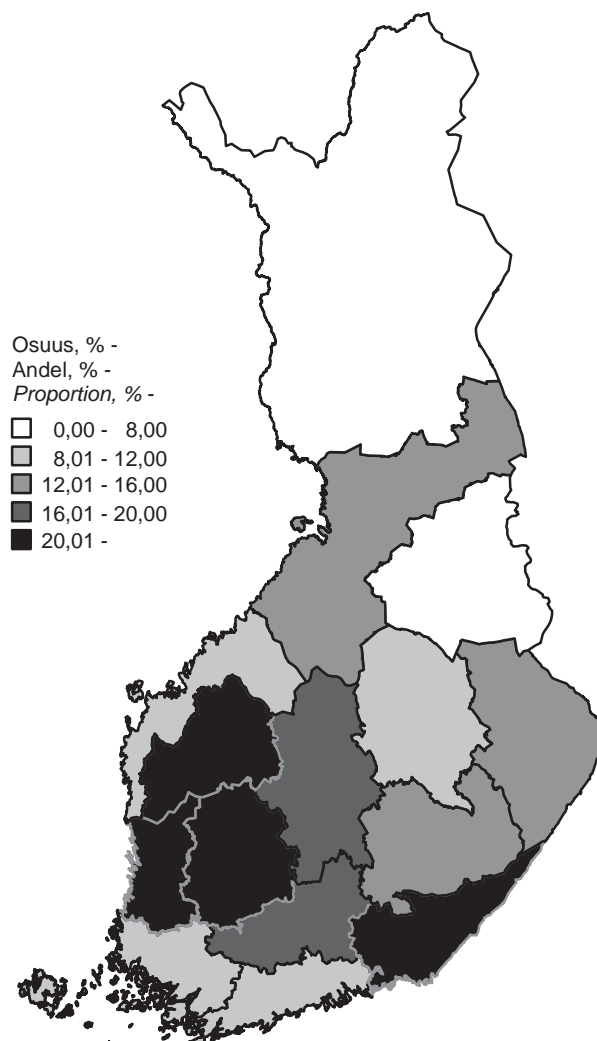 Osuus, % -
Andel, % -
Proportion, % -
0,00 - 8,00
8,01 - 12,00
12,01 - 16,00
16,01 - 20,00
20,01 -